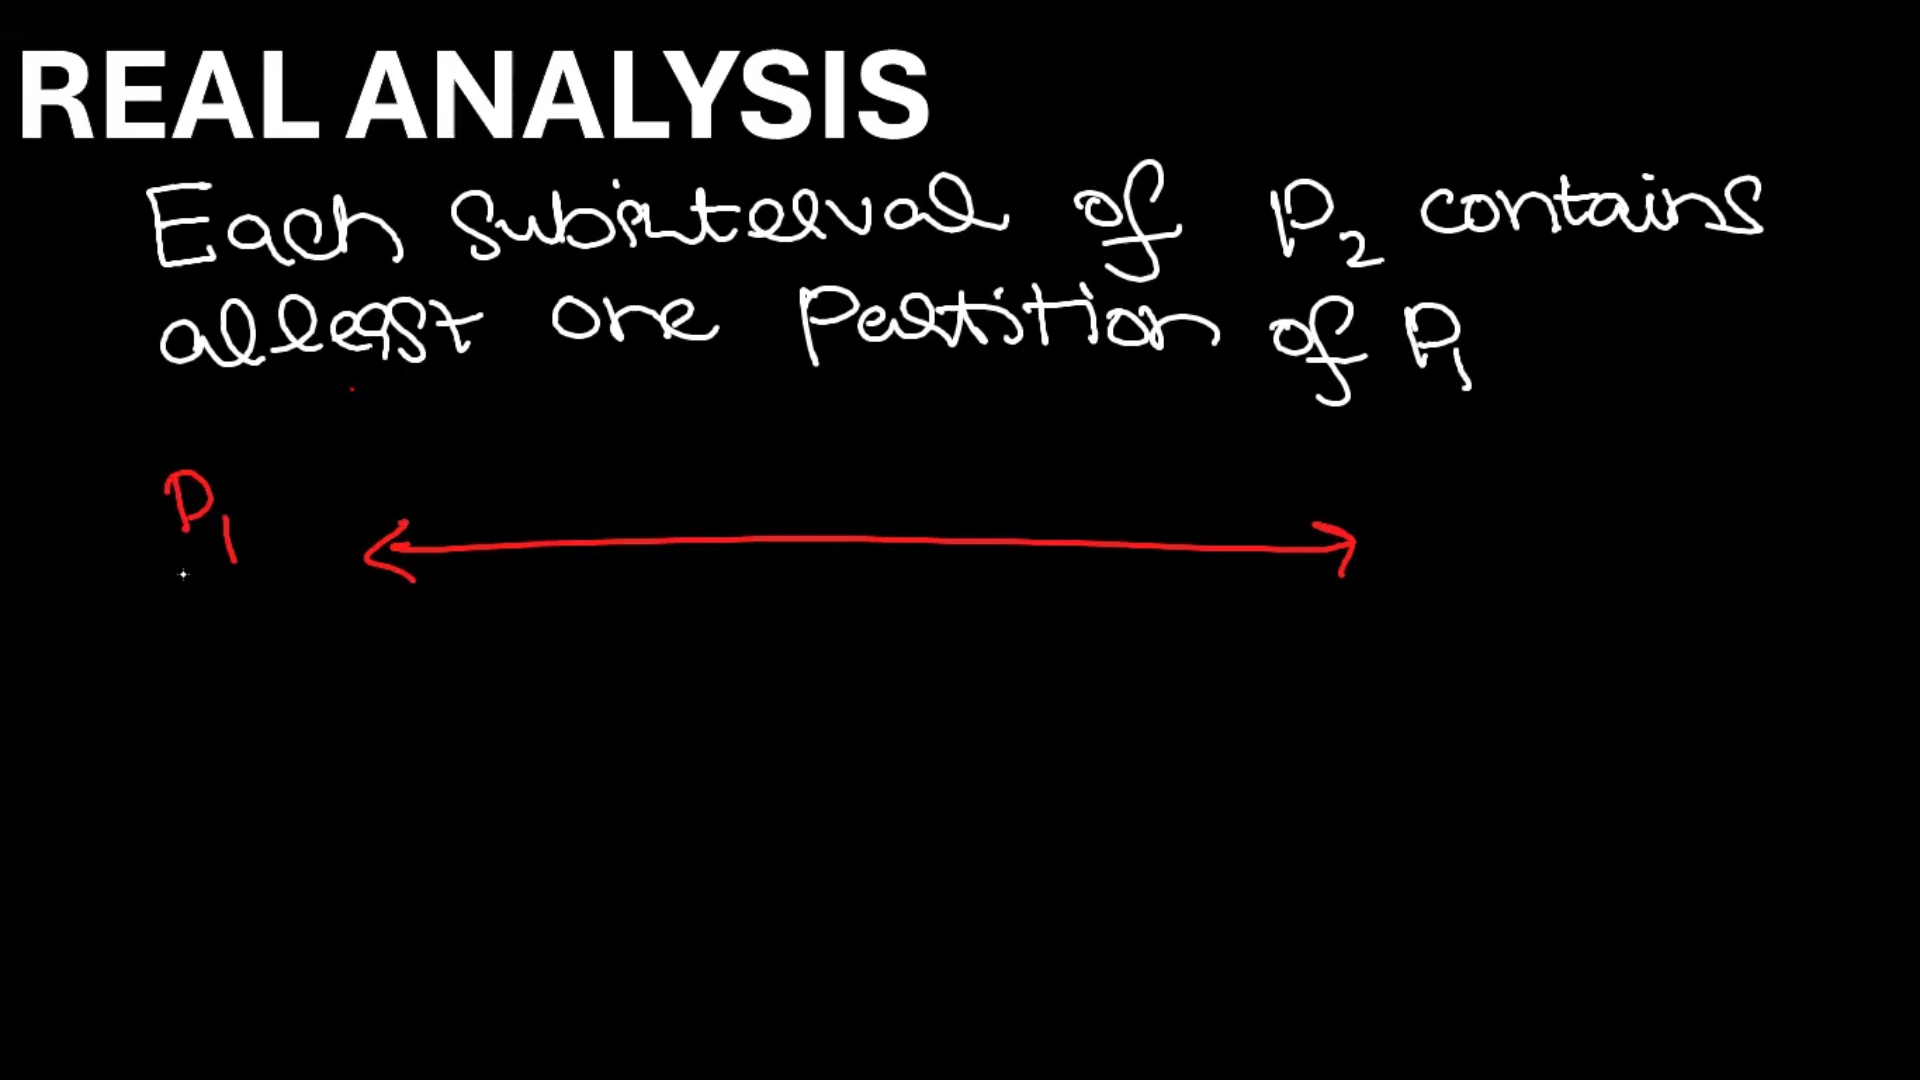 REAL ANALYSIS
Each subinterval of P2 contains
atleast one Partition of P1
P1